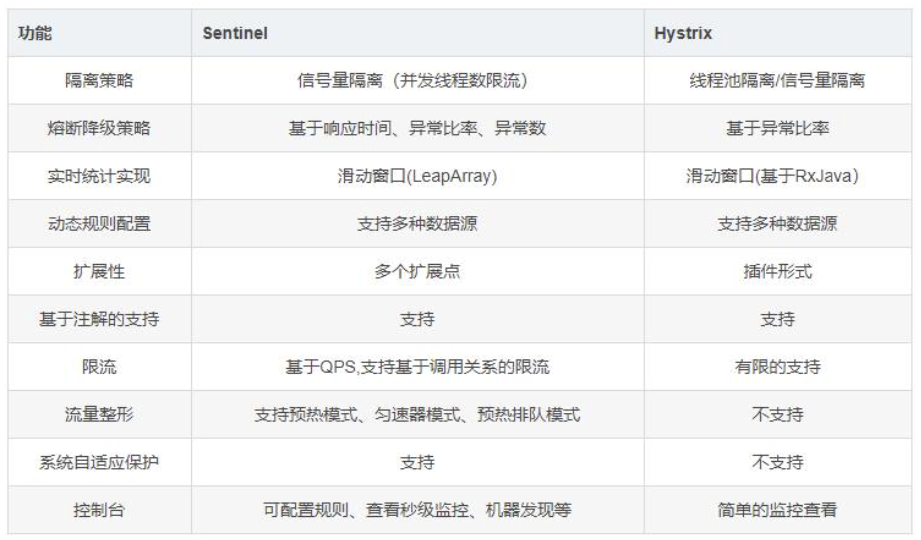 功能 Sentinel Hystrix
隔离策略 信号量隔离（并发线程数限流） 线程池隔离/信号量隔离
熔断降级策略 基于响应时间、异常比率、异常数 基于异常比率
实时统计实现 滑动窗口(LeapArray) 滑动窗口(基于RxJava）
动态规则配置 支持多种数据源 支持多种数据源
扩展性 多个扩展点 插件形式
基于注解的支持 支持 支持
限流 基于QPS,支持基于调用关系的限流 有限的支持
流量整形 支持预热模式、匀速器模式、预热排队模式 不支持
系统自适应保护 支持 不支持
控制台 可配置规则、查看秒级监控、机器发现等 简单的监控查看